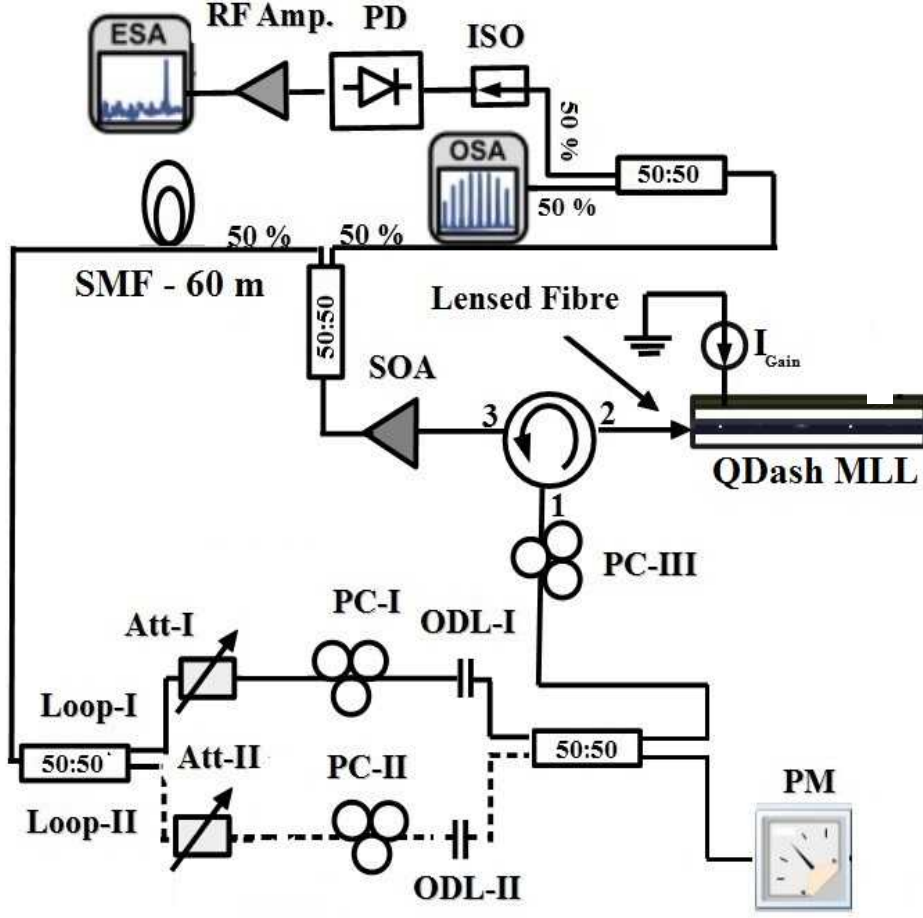 RF Amp.
PD
ISO
ESA
50 %
OSA
50:50
50 %
50 %
50 %
SMF - 60 m
Lensed Fibre
50:50
I Gain
SOA
3
2
QDash MLL
1
PC-III
PC-I
Att-I
ODL-I
Loop-I
50:50
Att-II
PC-II
50:50
PM
Loop-II
ODL-II